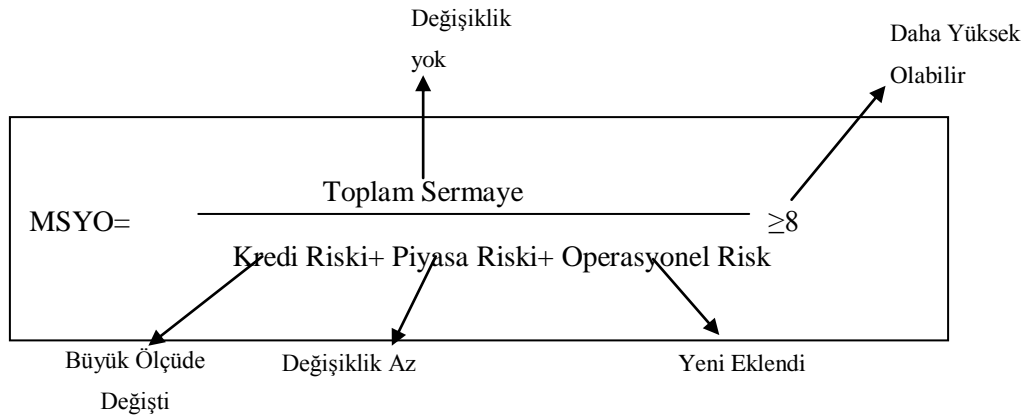 Değişiklik
yok
Daha Yüksek
Olabilir
Toplam Sermaye
MSYO=
≥8
Kredi Riski+ Piyasa Riski+ Operasyonel Risk
Büyük Ölçüde
Değişti
Değişiklik Az
Yeni Eklendi